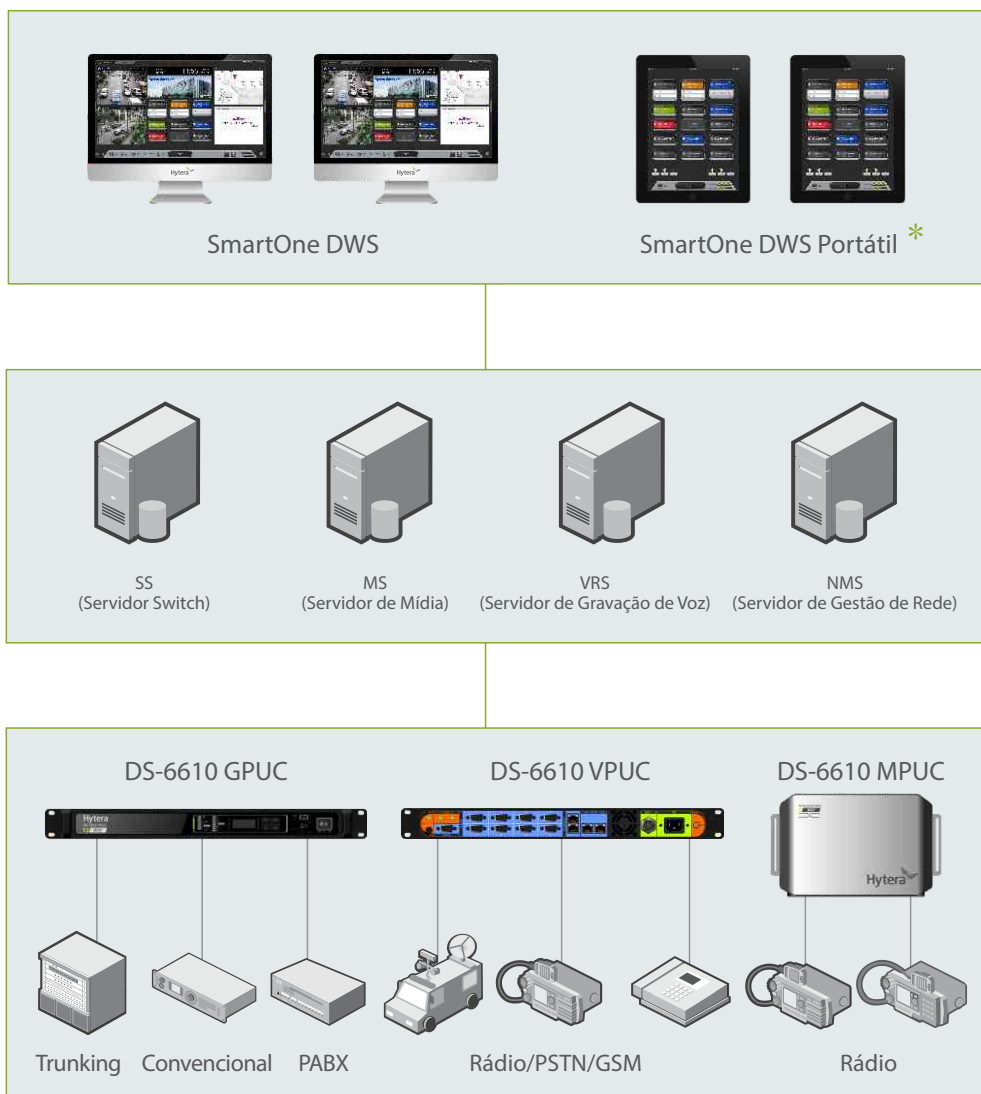 Hytera
Hytera
SmartOne DWS
SmartOne DWS Portátil *
SS
(Servidor Switch)
MS
(Servidor de Mídia)
VRS
(Servidor de Gravação de Voz)
NMS
(Servidor de Gestão de Rede)
DS-6610 GPUC
DS-6610 VPUC
DS-6610 MPUC
Hytera
Hytera
Trunking
Convencional
PABX
Rádio/PSTN/GSM
Rádio